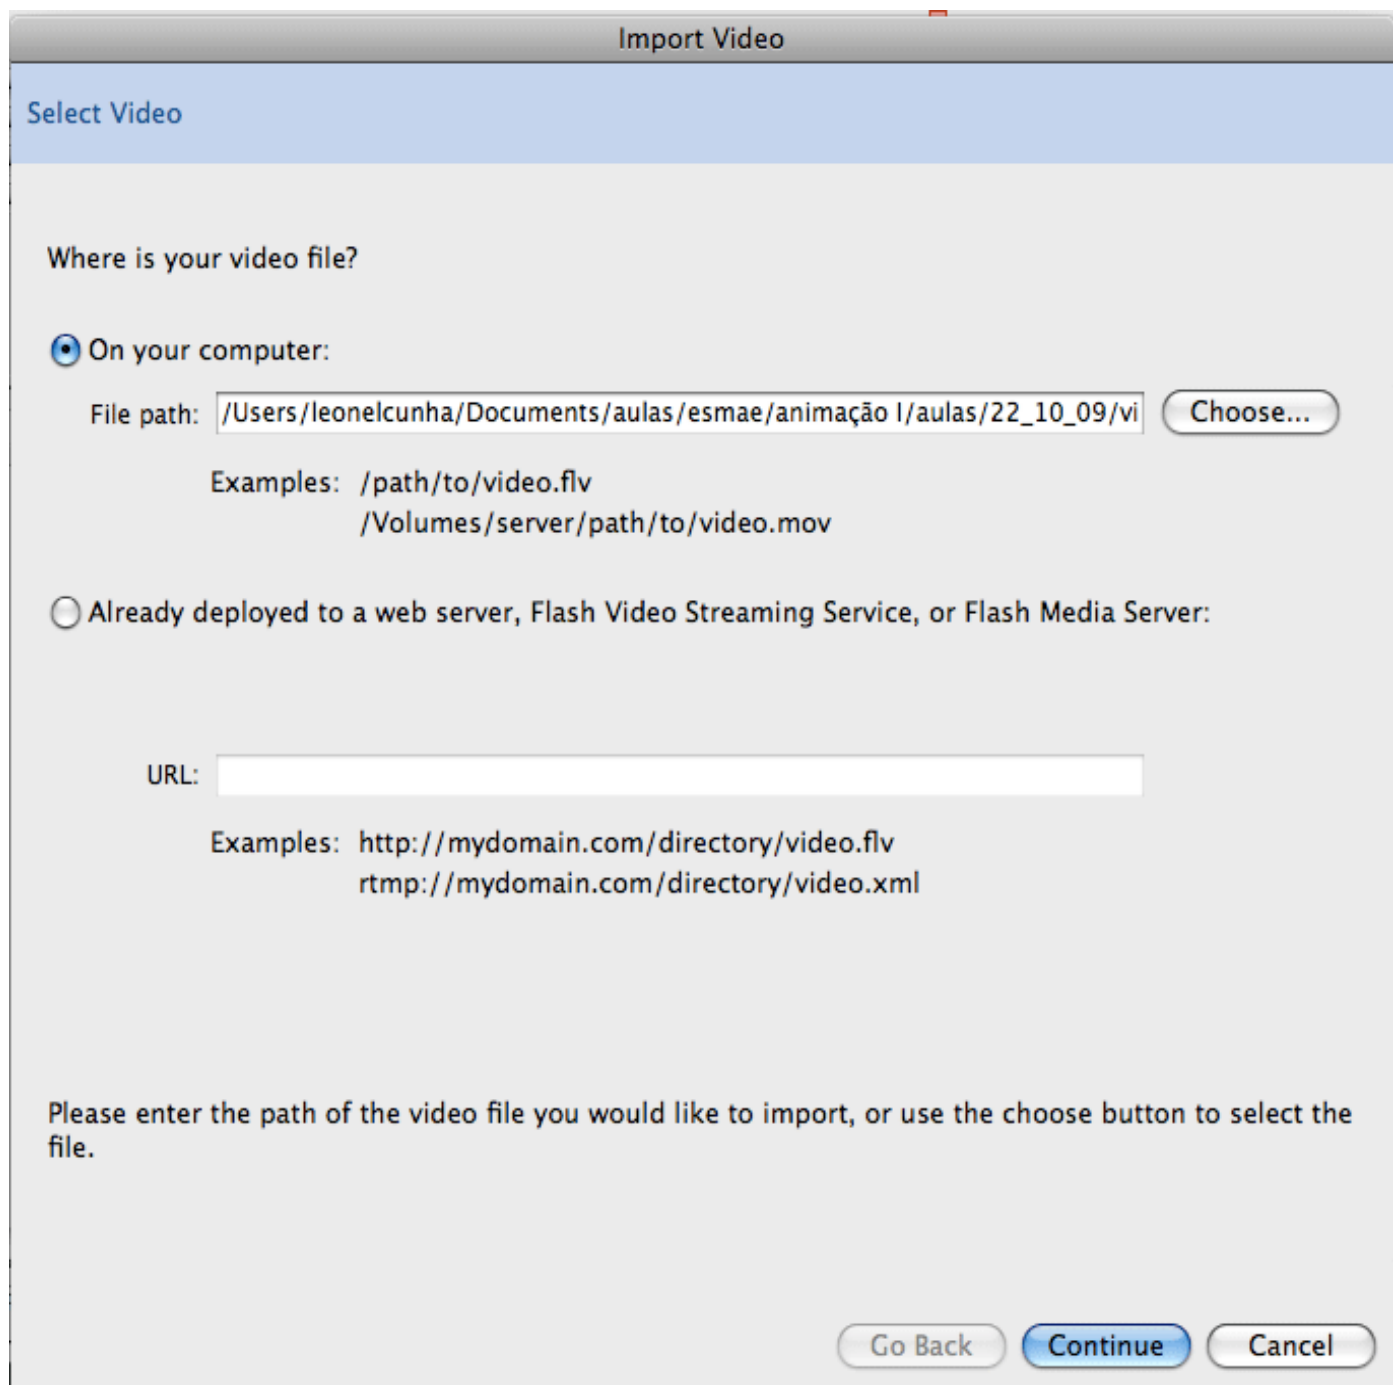 Import Video
Select Video
Where is your video file?
On your computer:
File path: /Users/leonelcunha/Documents/aulas/esmae/animação I/aulas/22_10_09/vi Choose...
Examples: /path/to/video.flv
/Volumes/server/path/to/video.mov
Already deployed to a web server, Flash Video Streaming Service, or Flash Media Server:
URL:
Examples: http://mydomain.com/directory/video.flv
rtmp://mydomain.com/directory/video.xml
Please enter the path of the video file you would like to import, or use the choose button to select the
file.
Go Back Continue Cancel